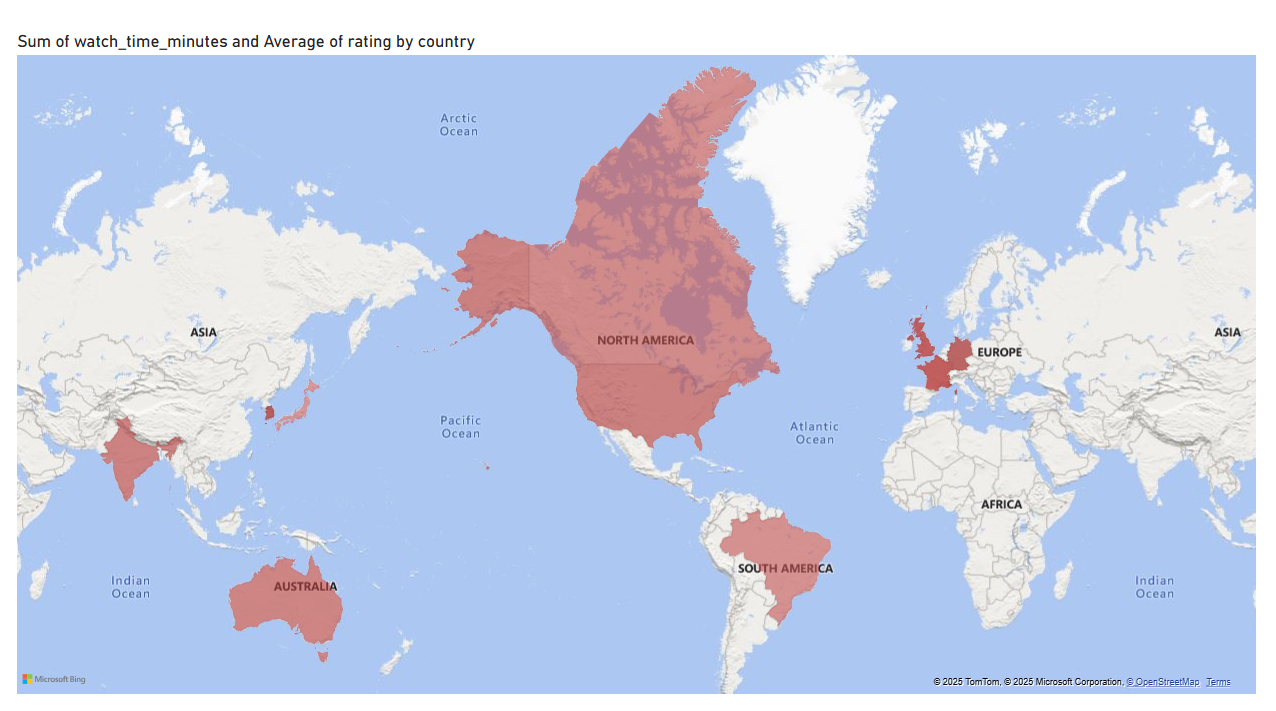 Sum of watch_time_minutes and Average of rating by country
Arctic
Ocean
ASIA
NORTH AMERICA
EUROPE
ASIA
Pacific
Ocean
Atlantic
Ocean
AFRICA
SOUTH AMERICA
AUSTRALIA
Indian
Ocean
Indian
Ocean
Microsoft Bing
© 2025 TomTom, © 2025 Microsoft Corporation, © OpenStreetMap Terms